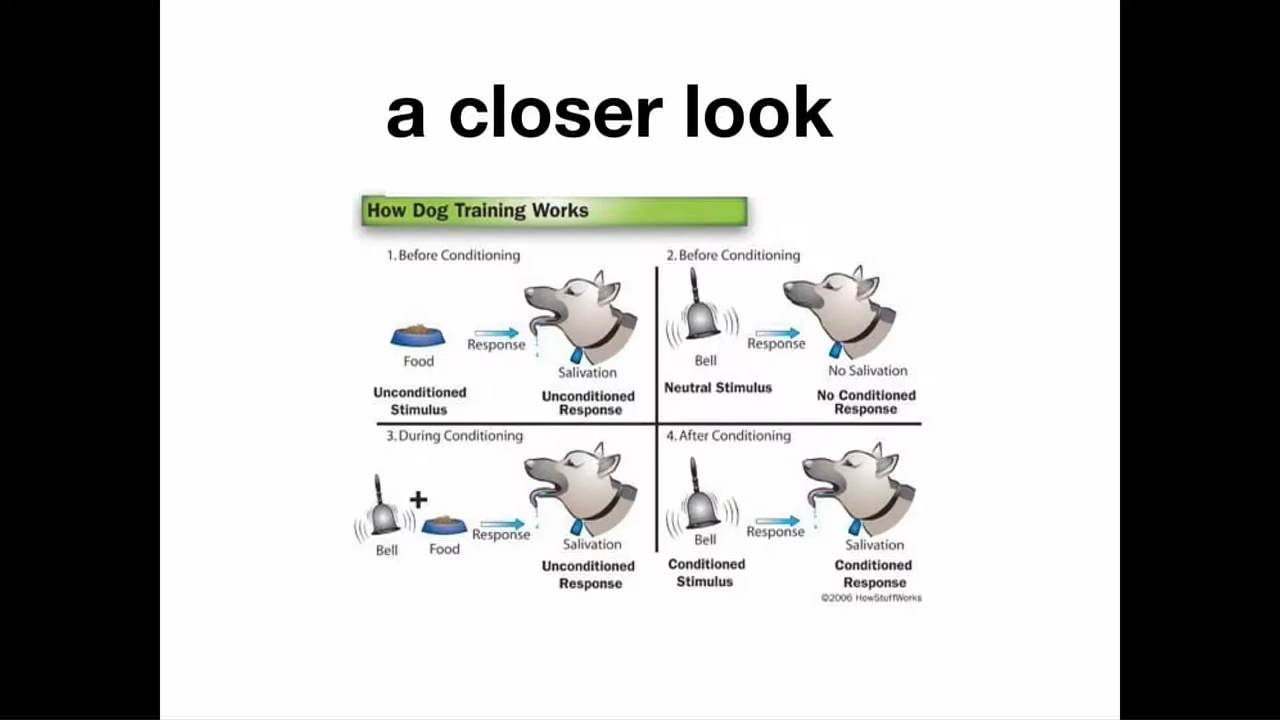 a closer look
How Dog Training Works
1. Before Conditioning
Food
Response
Salivation
Unconditioned
Stimulus
Unconditioned
Response
2. Before Conditioning
Bell
Response
No Salivation
Neutral Stimulus
No Conditioned
Response
3. During Conditioning
+
Bell
Food
Response
Salivation
Unconditioned
Response
4. After Conditioning
Bell
Response
Salivation
Conditioned
Stimulus
Conditioned
Response
©2006 HowStuffWorks